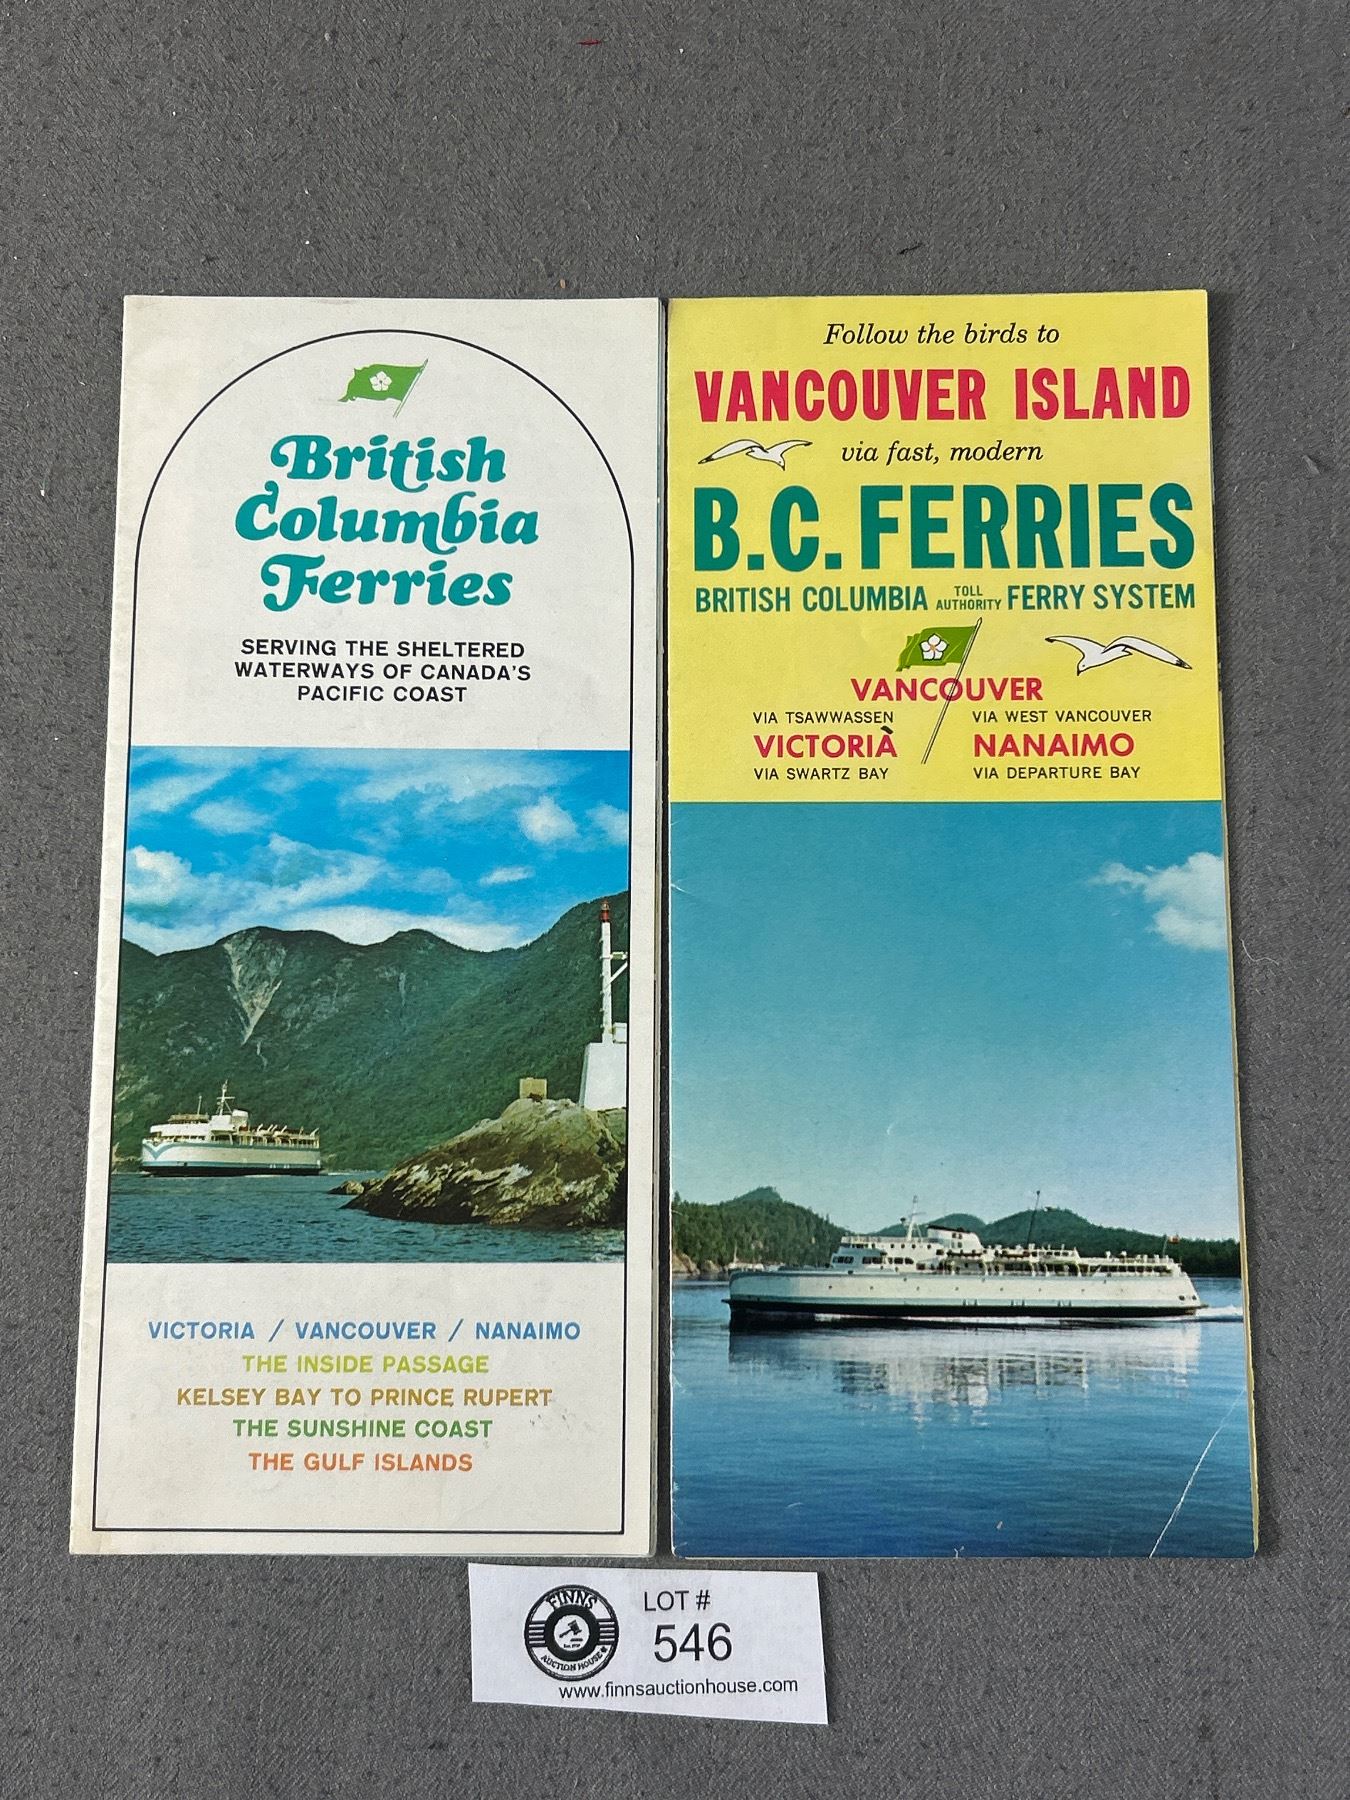 British
Columbia
Ferries
SERVING THE SHELTERED
WATERWAYS OF CANADA'S
PACIFIC COAST
VICTORIA / VANCOUVER / NANAIMO
THE INSIDE PASSAGE
KELSEY BAY TO PRINCE RUPERT
THE SUNSHINE COAST
THE GULF ISLANDS
Follow the birds to
VANCOUVER ISLAND
via fast, modern
B.C. FERRIES
BRITISH COLUMBIA TOLL AUTHORITY FERRY SYSTEM
VANCOUVER
VIA TSAWWASSEN VIA WEST VANCOUVER
VICTORIA NANAIMO
VIA SWARTZ BAY VIA DEPARTURE BAY
FINNS
AUCTION HOUSE
LOT #
546
www.finnsauctionhouse.com